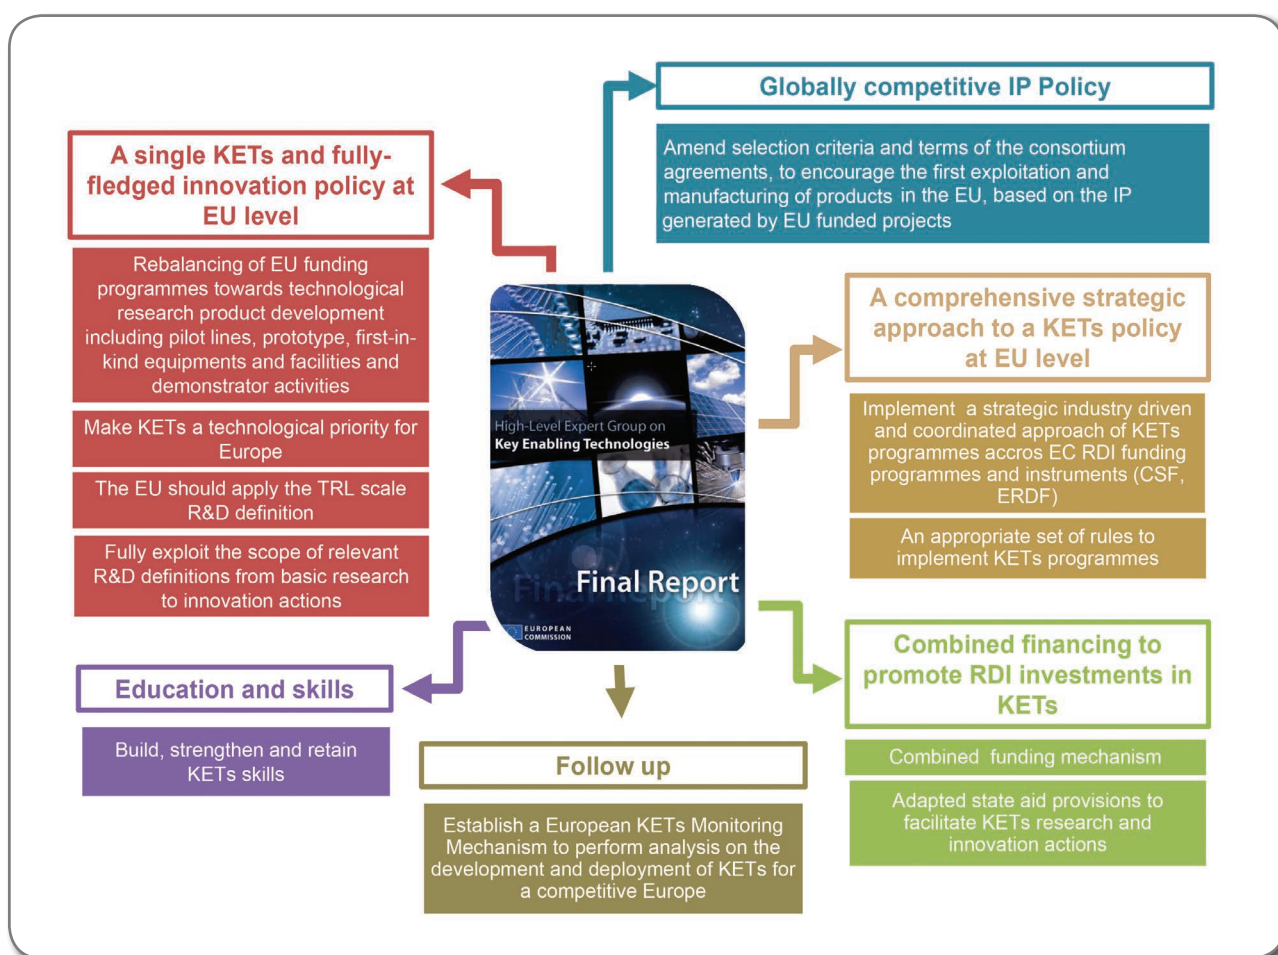 Globally competitive IP Policy
Amend selection criteria and terms of the consortium
agreements, to encourage the first exploitation and
manufacturing of products in the EU, based on the IP
generated by EU funded projects
A single KETs and fully-
fledged innovation policy at
EU level
Rebalancing of EU funding
programmes towards technological
research product development
including pilot lines, prototype, first-in-
kind equipments and facilities and
demonstrator activities
Make KETs a technological priority for
Europe
The EU should apply the TRL scale
R&D definition
Fully exploit the scope of relevant
R&D definitions from basic research
to innovation actions
High-Level Expert Group on
Key Enabling Technologies
Final Report
Final Report
EUROPEAN
COMMISSION
A comprehensive strategic
approach to a KETs policy
at EU level
Implement a strategic industry driven
and coordinated approach of KETs
programmes accros EC RDI funding
programmes and instruments (CSF,
ERDF)
An appropriate set of rules to
implement KETs programmes
Education and skills
Build, strengthen and retain
KETs skills
Follow up
Establish a European KETs Monitoring
Mechanism to perform analysis on the
development and deployment of KETs for
a competitive Europe
Combined financing to
promote RDI investments in
KETs
Combined funding mechanism
Adapted state aid provisions to
facilitate KETs research and
innovation actions